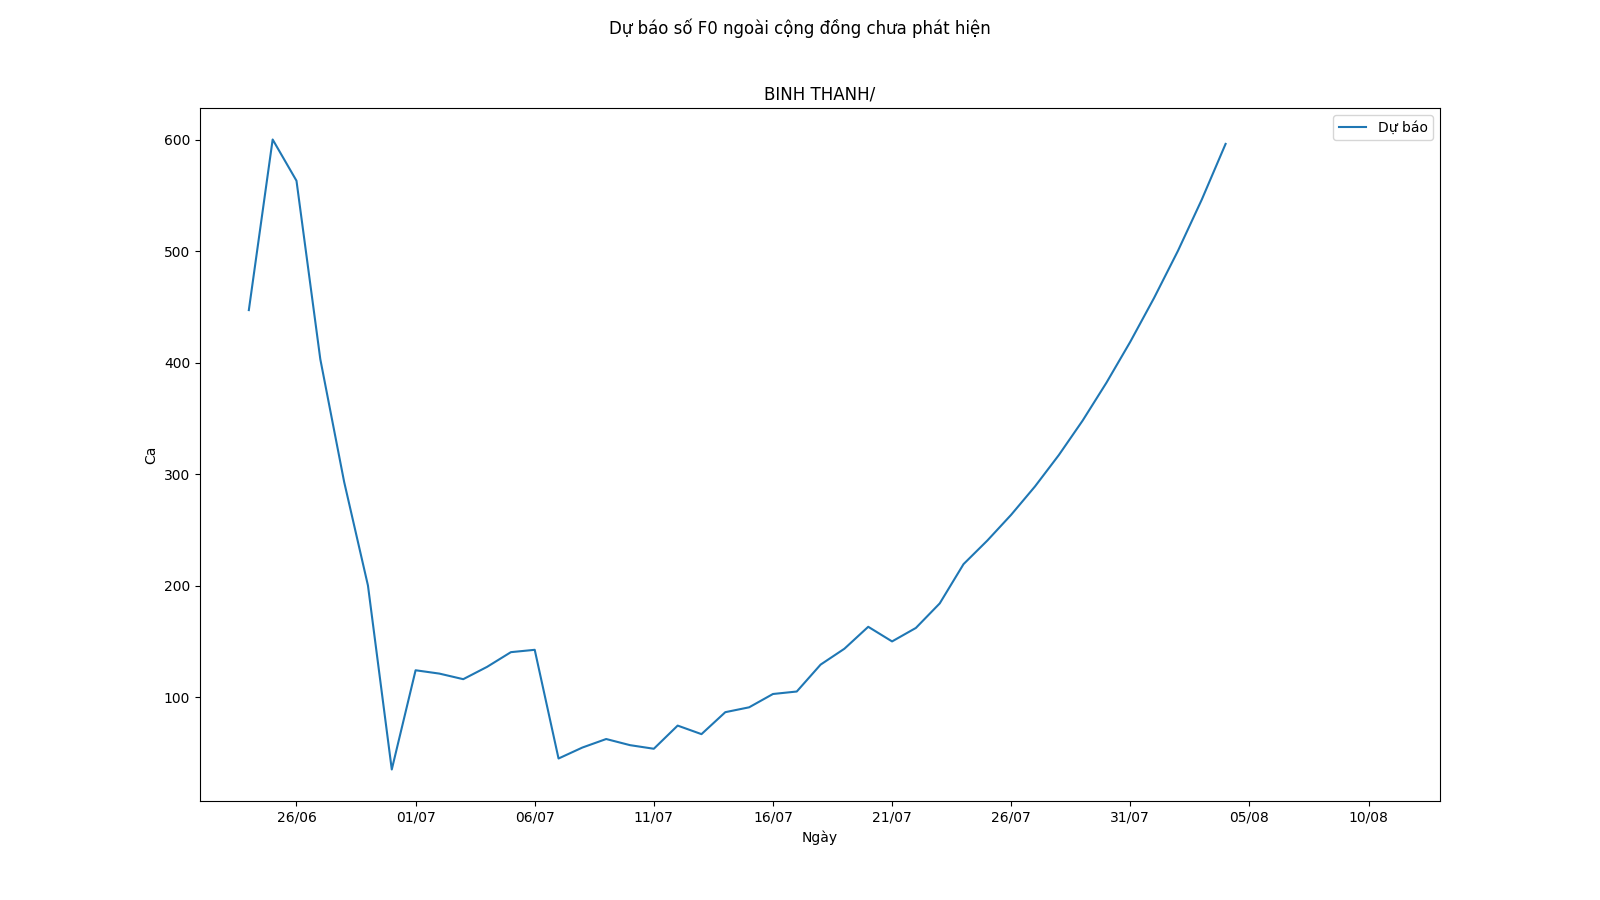 Dự báo số F0 ngoài cộng đồng chưa phát hiện
BINH THANH/
Dự báo
600
500
400
300
200
100
Ca
26/06 01/07 06/07 11/07 16/07 21/07 26/07 31/07 05/08 10/08
Ngày